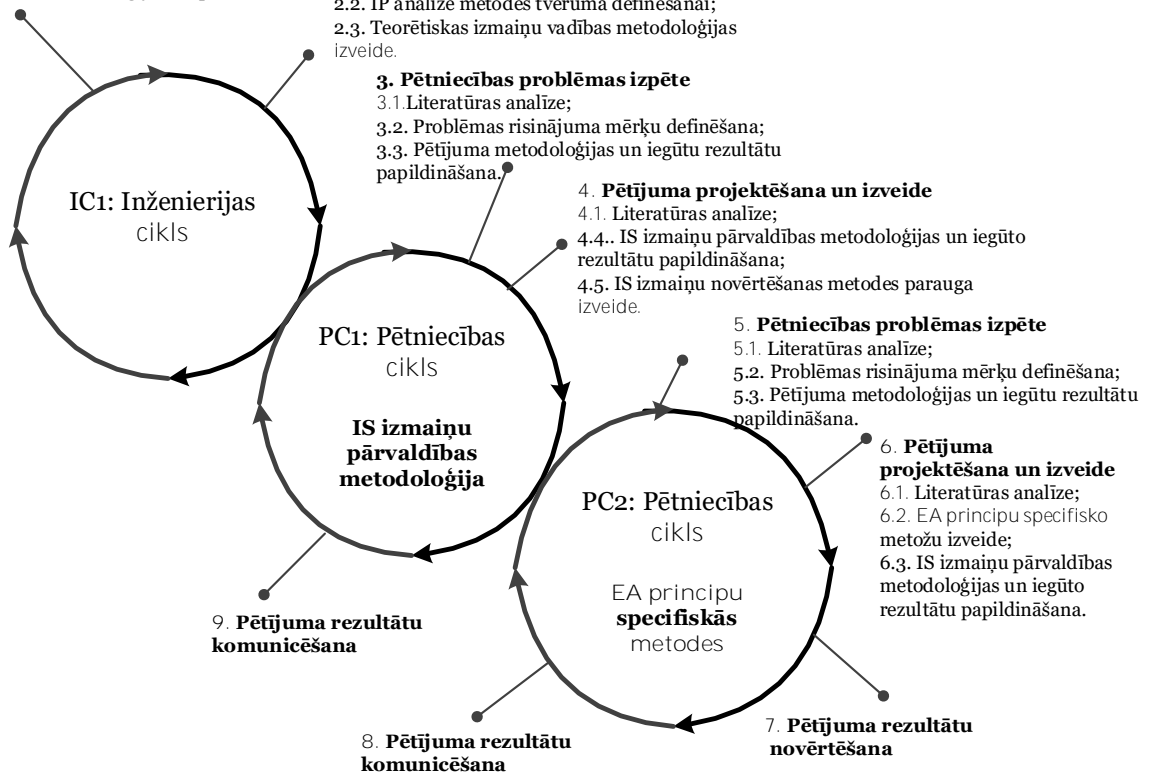 2.2. IP analīze metodes tvēruma definēšanai;
2.3. Teorētiskas izmaiņu vadības metodoloģijas
izveide.
3. Pētniecības problēmas izpēte
3.1.Literatūras analīze;
3.2. Problēmas risinājuma mērķu definēšana;
3.3. Pētījuma metodoloģijas un iegūtu rezultātu
papildināšana.
IC1: Inženierijas
cikls
4. Pētījuma projektēšana un izveide
4.1. Literatūras analīze;
4.4.. IS izmaiņu pārvaldības metodoloģijas un iegūto
rezultātu papildināšana;
4.5. IS izmaiņu novērtēšanas metodes parauga
izveide.
PC1: Pētniecības
cikls
IS izmaiņu
pārvaldības
metodoloģija
5. Pētniecības problēmas izpēte
5.1. Literatūras analīze;
5.2. Problēmas risinājuma mērķu definēšana;
5.3. Pētījuma metodoloģijas un iegūtu rezultātu
papildināšana.
6. Pētījuma
projektēšana un izveide
6.1. Literatūras analīze;
6.2. EA principu specifisko
metožu izveide;
6.3. IS izmaiņu pārvaldības
metodoloģijas un iegūto
rezultātu papildināšana.
PC2: Pētniecības
cikls
EA principu
specifiskās
metodes
9. Pētījuma rezultātu
komunicēšana
7. Pētījuma rezultātu
novērtēšana
8. Pētījuma rezultātu
komunicēšana